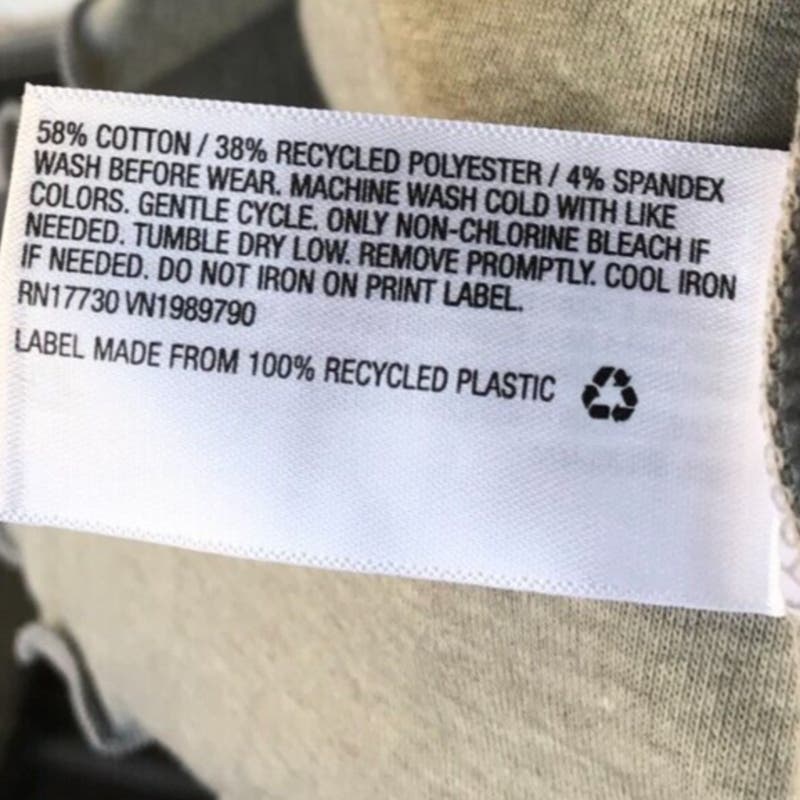 58% COTTON / 38% RECYCLED POLYESTER / 4% SPANDEX
WASH BEFORE WEAR. MACHINE WASH COLD WITH LIKE
COLORS. GENTLE CYCLE. ONLY NON-CHLORINE BLEACH IF
NEEDED. TUMBLE DRY LOW. REMOVE PROMPTLY. COOL IRON
IF NEEDED. DO NOT IRON ON PRINT LABEL.
RN17730 VN1989790
LABEL MADE FROM 100% RECYCLED PLASTIC